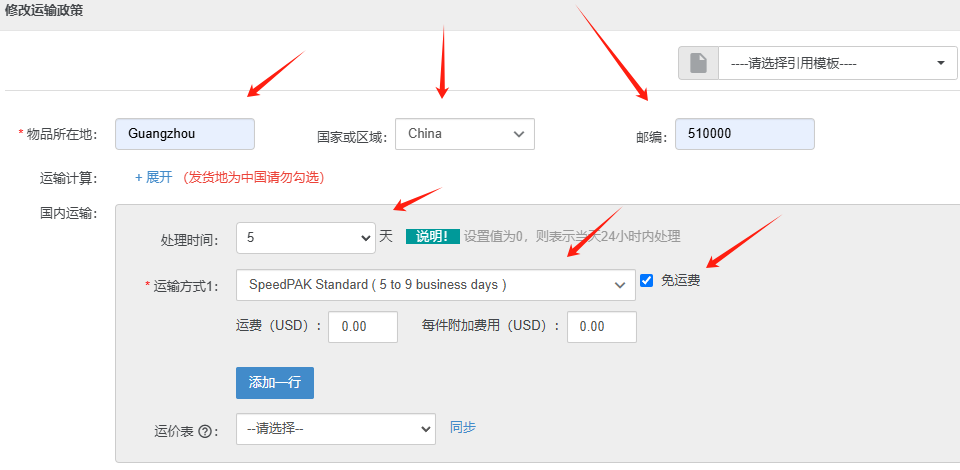 修改运输政策
----请选择引用模板----
* 物品所在地: Guangzhou 国家或区域: China 邮编: 510000
运输计算: + 展开 （发货地为中国请勿勾选）
国内运输:
处理时间: 5 天 说明！ 设置值为0，则表示当天24小时内处理
* 运输方式1: SpeedPAK Standard ( 5 to 9 business days ) 免运费
运费（USD）: 0.00 每件附加费用（USD）: 0.00
添加一行
运价表 ?: --请选择-- 同步